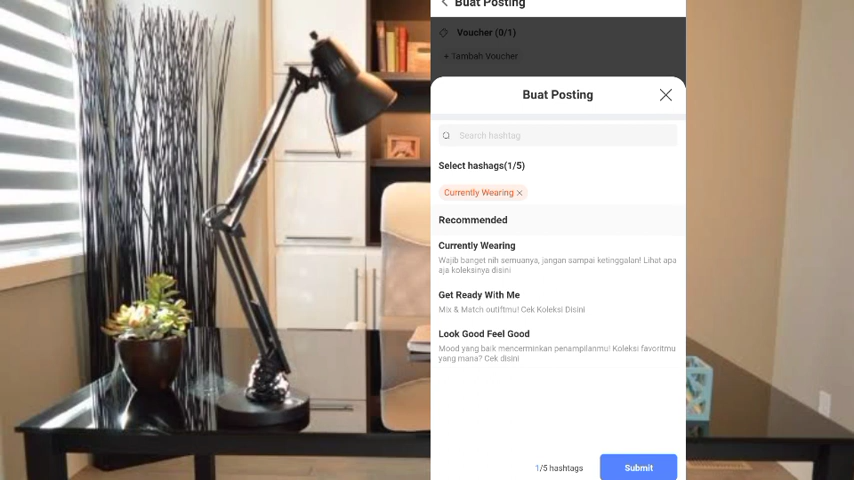 Buat Posting
Voucher (0/1)
+ Tambah Voucher
Buat Posting
Search hashtag
Select hashags(1/5)
Currently Wearing ×
Recommended
Currently Wearing
Wajib banget nih semuanya, jangan sampai ketinggalan! Lihat apa
aja koleksinya disini
Get Ready With Me
Mix & Match outiftmu! Cek Koleksi Disini
Look Good Feel Good
Mood yang baik mencerminkan penampilanmu! Koleksi favoritmu
yang mana? Cek disini
1/5 hashtags
Submit